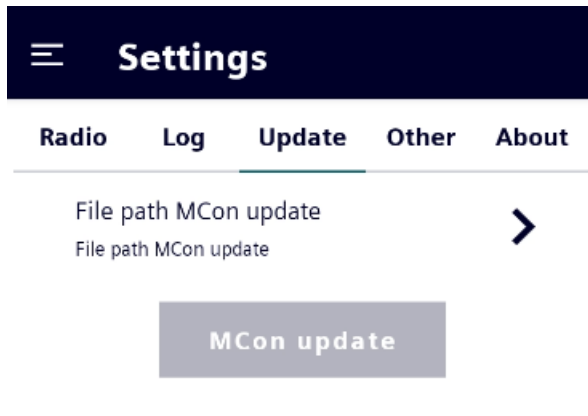 Settings
Radio Log Update Other About
File path MCon update
File path MCon update
MCon update